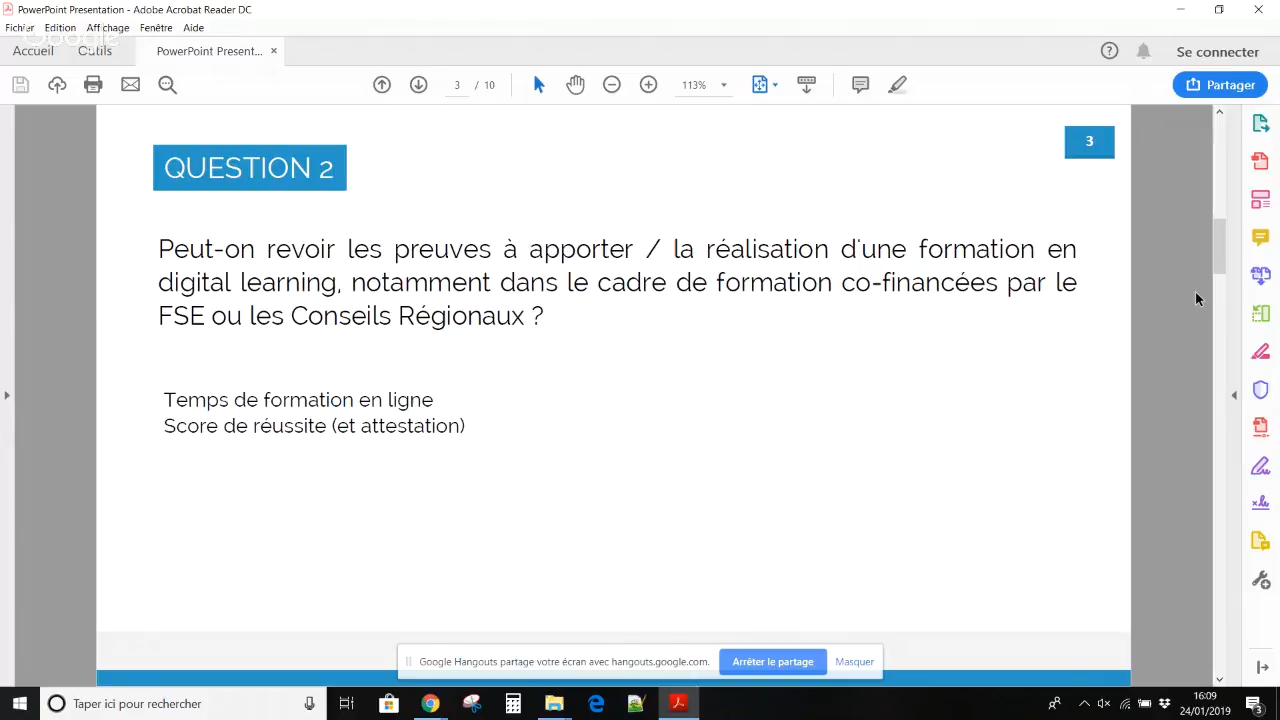 PowerPoint Presentation - Adobe Acrobat Reader DC
Fichier Edition Affichage Fenêtre Aide
Google
Accueil Outils PowerPoint Present... × Se connecter
3 / 10 113% Partager
3
QUESTION 2
Peut-on revoir les preuves à apporter / la réalisation d'une formation en
digital learning, notamment dans le cadre de formation co-financées par le
FSE ou les Conseils Régionaux ?
Temps de formation en ligne
Score de réussite (et attestation)
Google Hangouts partage votre écran avec hangouts.google.com. Arrêter le partage Masquer
Taper ici pour rechercher
16:09
24/01/2019
3